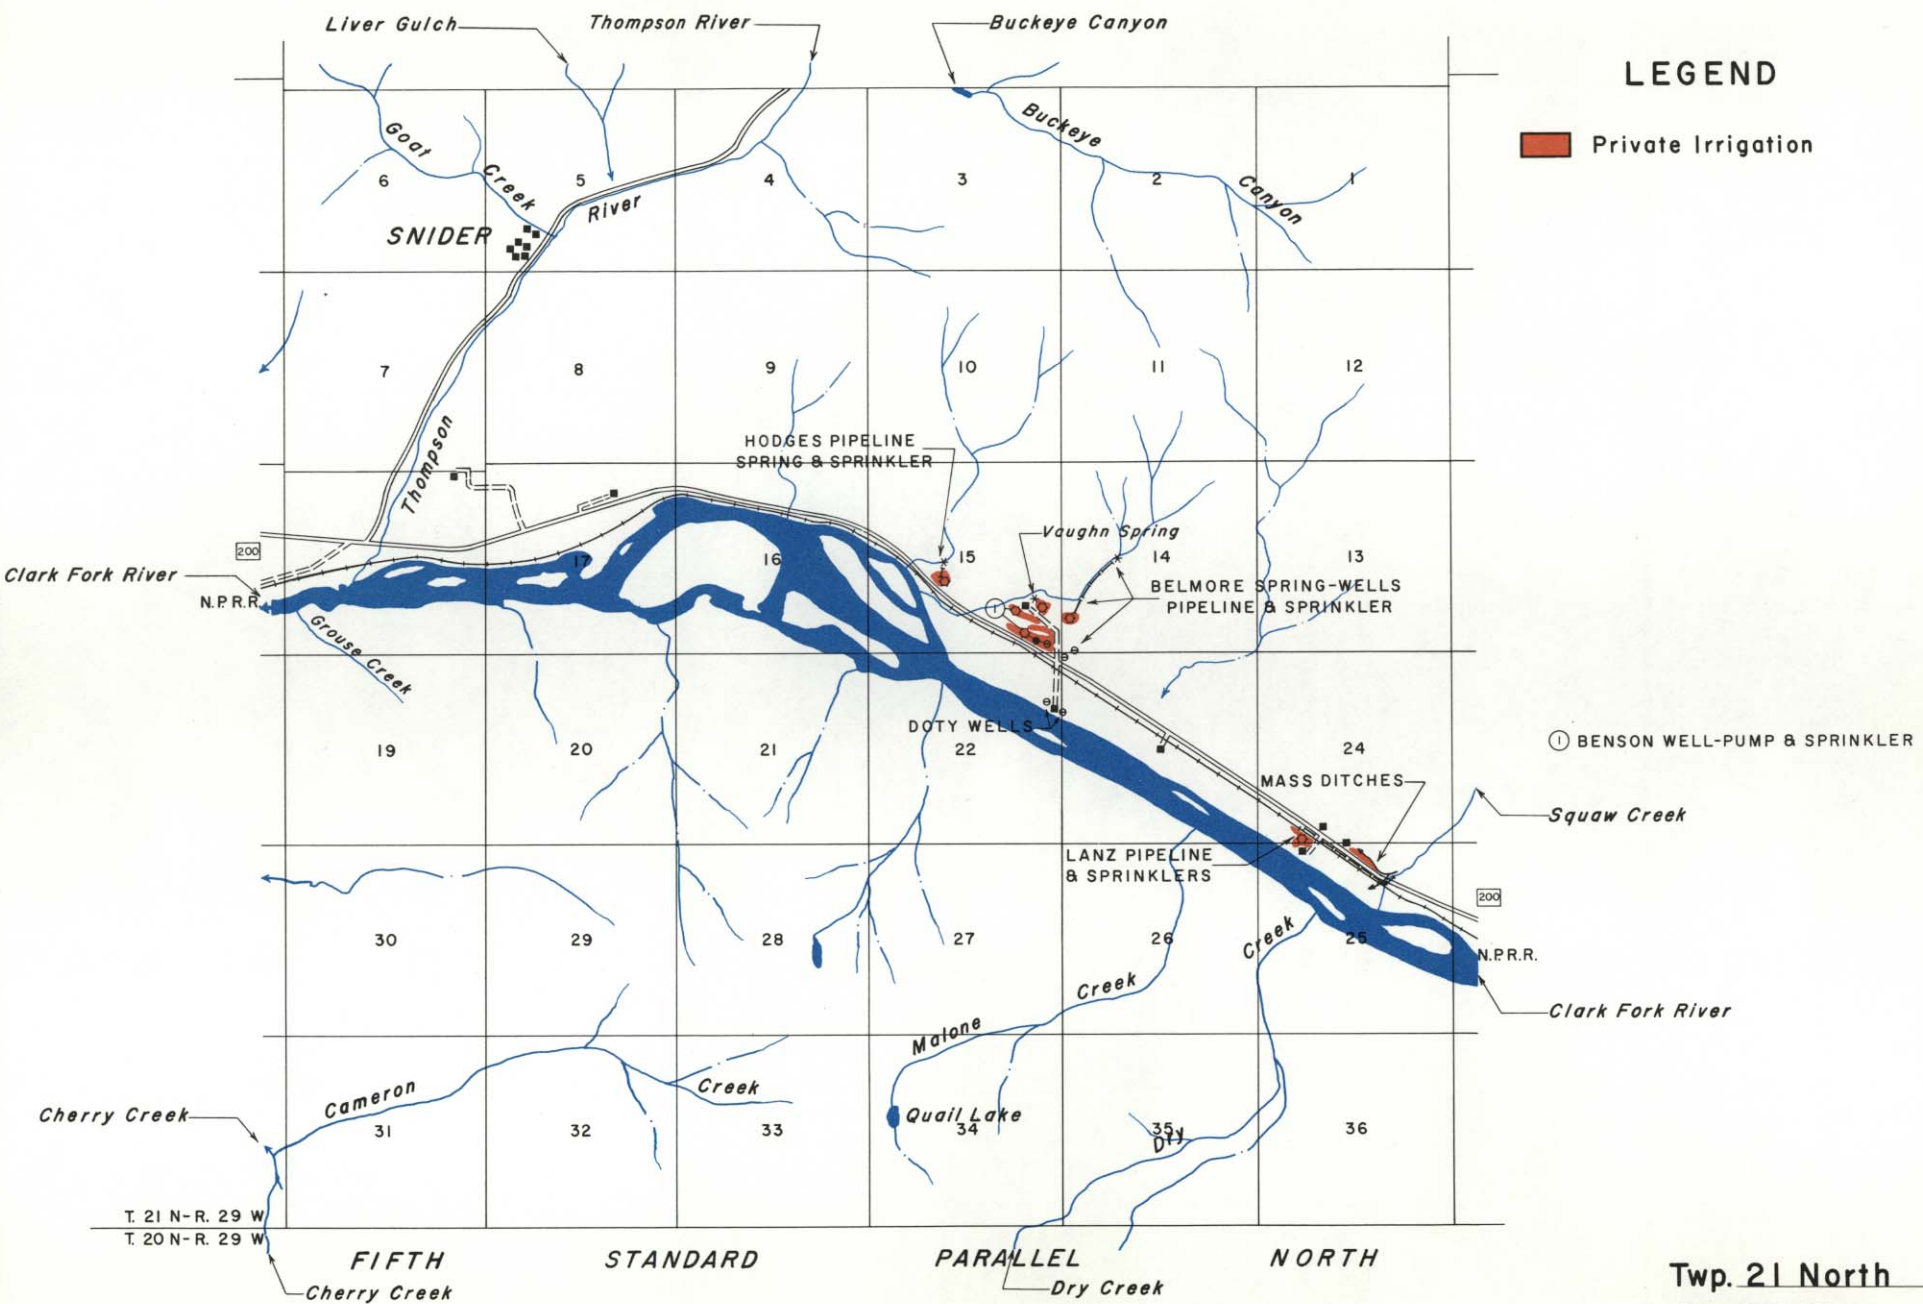 Liver Gulch
Thompson River
Buckeye Canyon
LEGEND
Private Irrigation
Goat
Creek
Buckeye
Canyon
6
5
4
3
2
1
River
SNIDER
7
8
9
10
11
12
Thompson
HODGES PIPELINE
SPRING & SPRINKLER
Vaughn Spring
200
17
16
15
14
13
Clark Fork River
N.P.R.R.
BELMORE SPRING-WELLS
PIPELINE & SPRINKLER
1
Grouse Creek
DOTY WELLS
19
20
21
22
24
1 BENSON WELL-PUMP & SPRINKLER
MASS DITCHES
Squaw Creek
LANZ PIPELINE
& SPRINKLERS
200
30
29
28
27
26
25
Creek
N.P.R.R.
Clark Fork River
Malone
Creek
Cameron
Creek
Cherry Creek
Quail Lake
31
32
33
34
35
36
Dry
T. 21 N-R. 29 W
T. 20 N-R. 29 W
FIFTH STANDARD PARALLEL NORTH
Cherry Creek
Dry Creek
Twp. 21 North